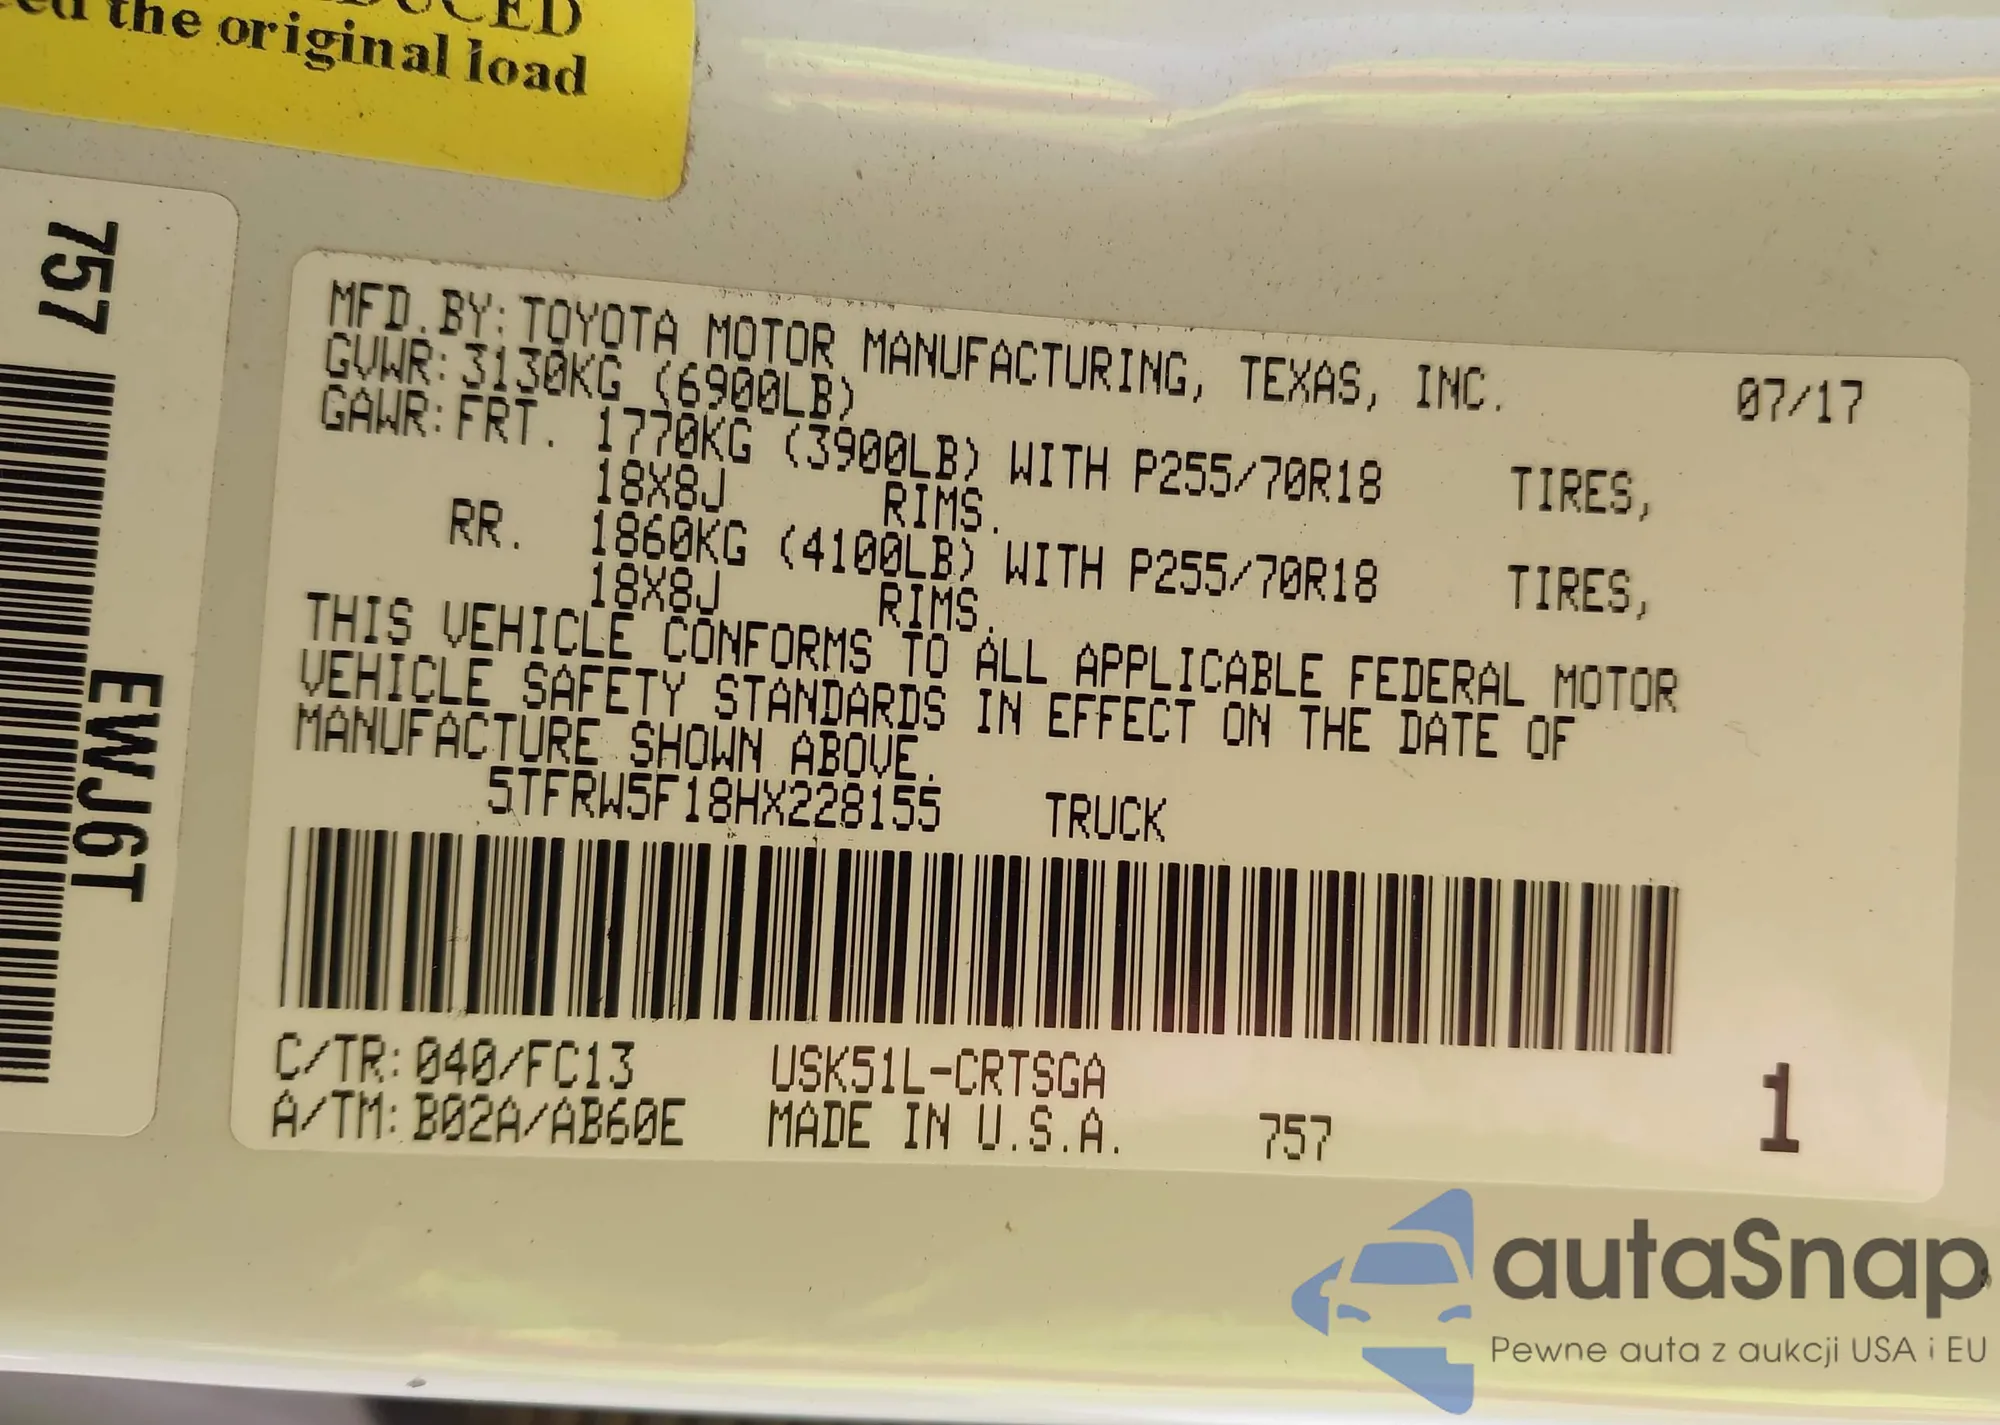 ed the original load
757
EWJ6T
MFD.BY:TOYOTA MOTOR MANUFACTURING, TEXAS, INC. 07/17
GVWR:3130KG (6900LB)
GAWR:FRT. 1770KG (3900LB) WITH P255/70R18 TIRES,
18X8J RIMS.
RR. 1860KG (4100LB) WITH P255/70R18 TIRES,
18X8J RIMS.
THIS VEHICLE CONFORMS TO ALL APPLICABLE FEDERAL MOTOR
VEHICLE SAFETY STANDARDS IN EFFECT ON THE DATE OF
MANUFACTURE SHOWN ABOVE.
5TFRW5F18HX228155 TRUCK
C/TR:040/FC13 USK51L-CRTSGA
A/TM:B02A/AB60E MADE IN U.S.A. 757 1
autaSnap
Pewne auta z aukcji USA i EU